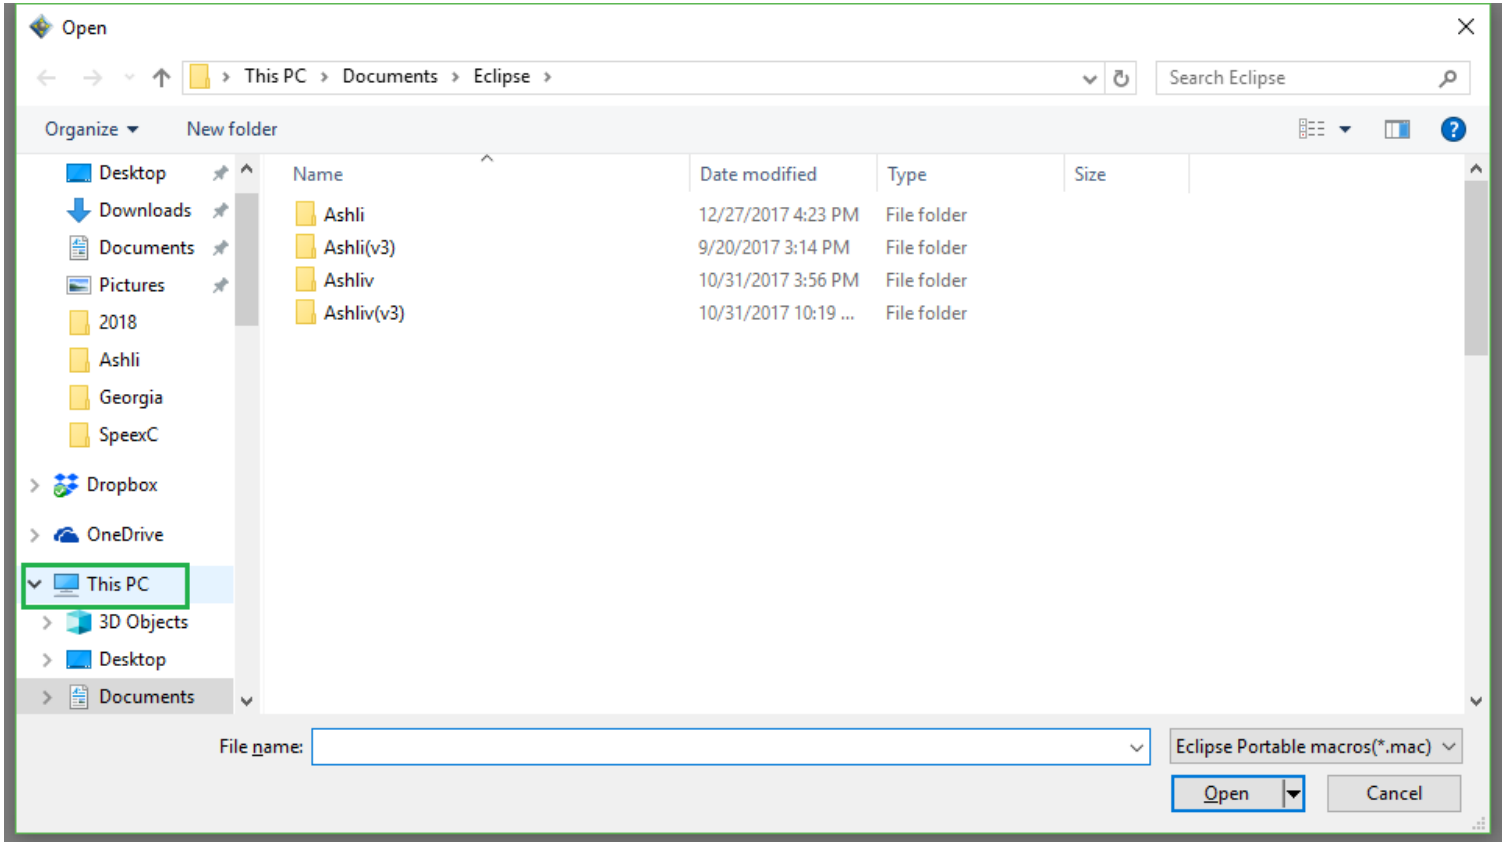 Open
This PC > Documents > Eclipse >
Search Eclipse
Organize
New folder
Name Date modified Type Size
Desktop
Downloads
Documents
Pictures
2018
Ashli
Georgia
SpeexC
Dropbox
OneDrive
This PC
3D Objects
Desktop
Documents
Ashli 12/27/2017 4:23 PM File folder
Ashli(v3) 9/20/2017 3:14 PM File folder
Ashliv 10/31/2017 3:56 PM File folder
Ashliv(v3) 10/31/2017 10:19 ... File folder
File name:
Eclipse Portable macros(*.mac)
Open
Cancel